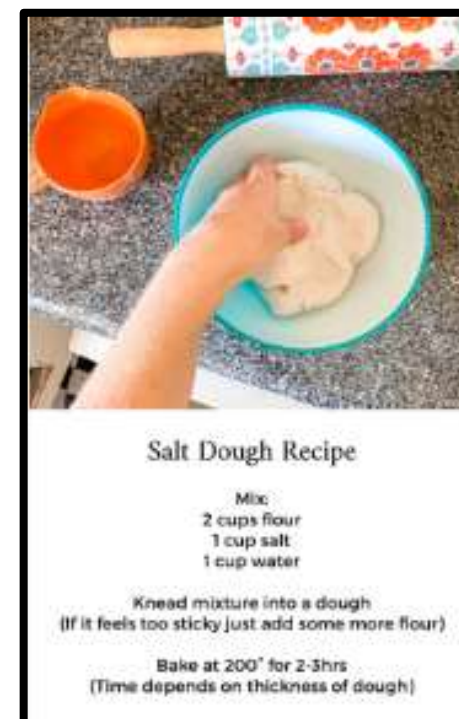 Salt Dough Recipe
Mix:
2 cups flour
1 cup salt
1 cup water
Knead mixture into a dough
(If it feels too sticky just add some more flour)
Bake at 200° for 2-3hrs
(Time depends on thickness of dough)